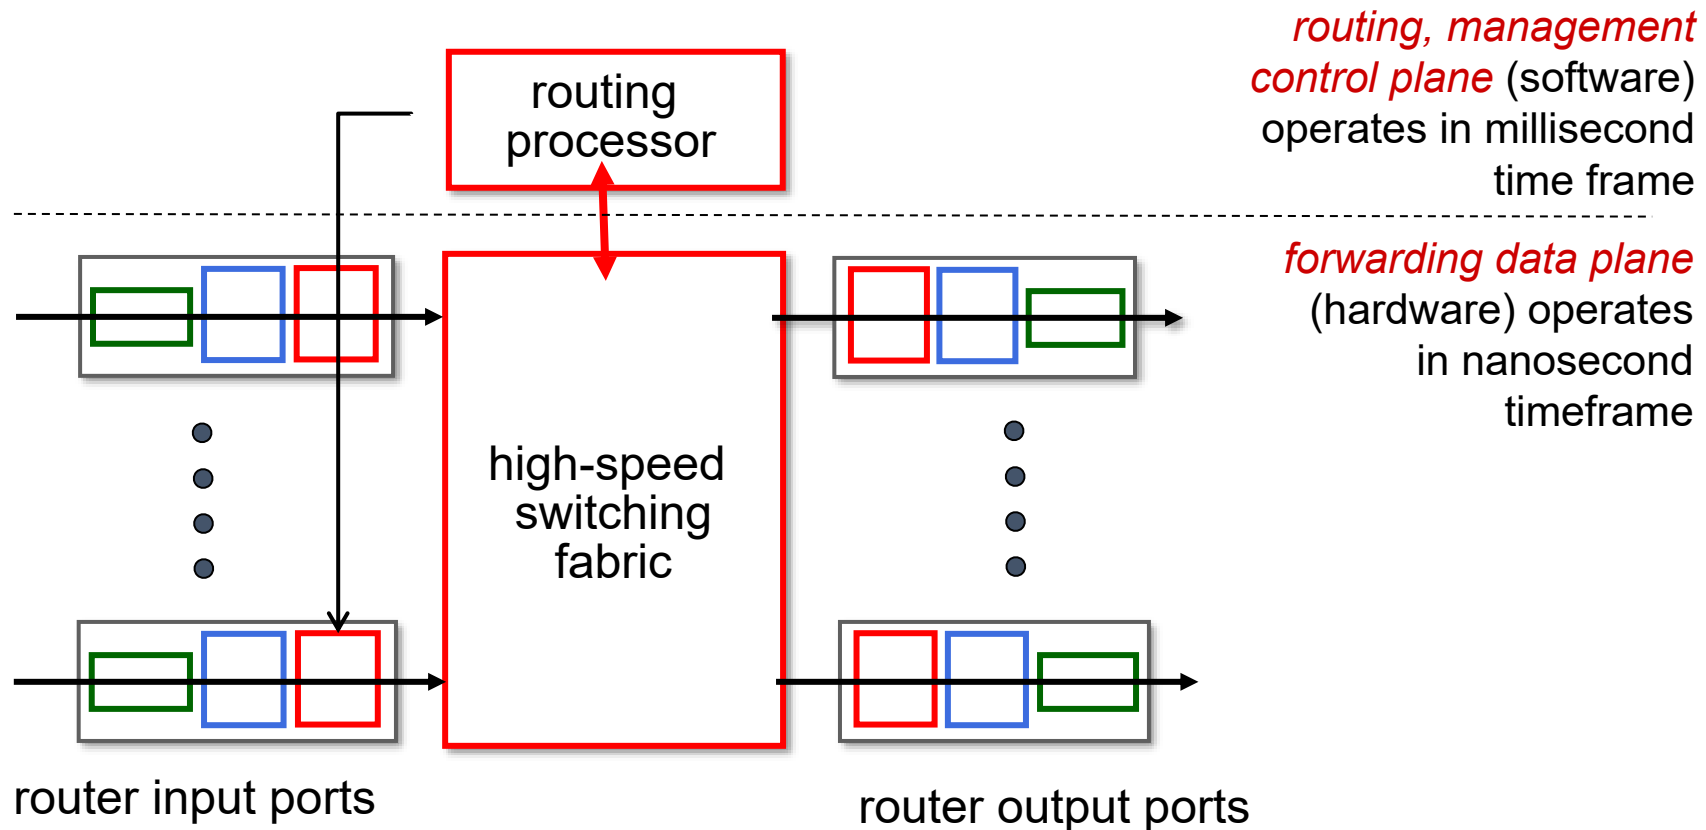 routing, management
control plane (software)
operates in millisecond
time frame
routing
processor
forwarding data plane
(hardware) operates
in nanosecond
timeframe
high-speed
switching
fabric
router input ports
router output ports